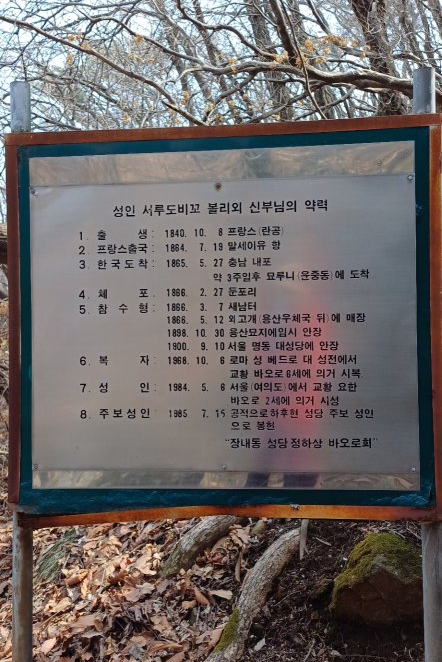 성인 서루도비꼬 볼리외 신부님의 약력
1. 출 생 : 1840. 10. 8 프랑스(란공)
2. 프랑스출국 : 1864. 7. 19 말세이유 항
3. 한국도착 : 1865. 5. 27 충남 내포
약 3주일후 묘루니(운중동)에 도착
4. 체 포 : 1866. 2. 27 둔포리
5. 참 수 형 : 1866. 3. 7 새남터
1866. 5. 12 외고개(용산우체국 뒤)에 매장
1898. 10. 30 용산묘지에임시 안장
1900. 9. 10 서울 명동 대성당에 안장
6. 복 자 : 1968. 10. 6 로마 성 베드로 대 성전에서
교황 바오로6세에 의거 시복
7. 성 인 : 1984. 5. 6 서울(여의도)에서 교황 요한
바오로 2세에 의거 시성
8. 주보성인 : 1985 7. 공적으로하후현 성당 주보 성인
으로 봉헌
"장내동 성당정하상 바오로회"